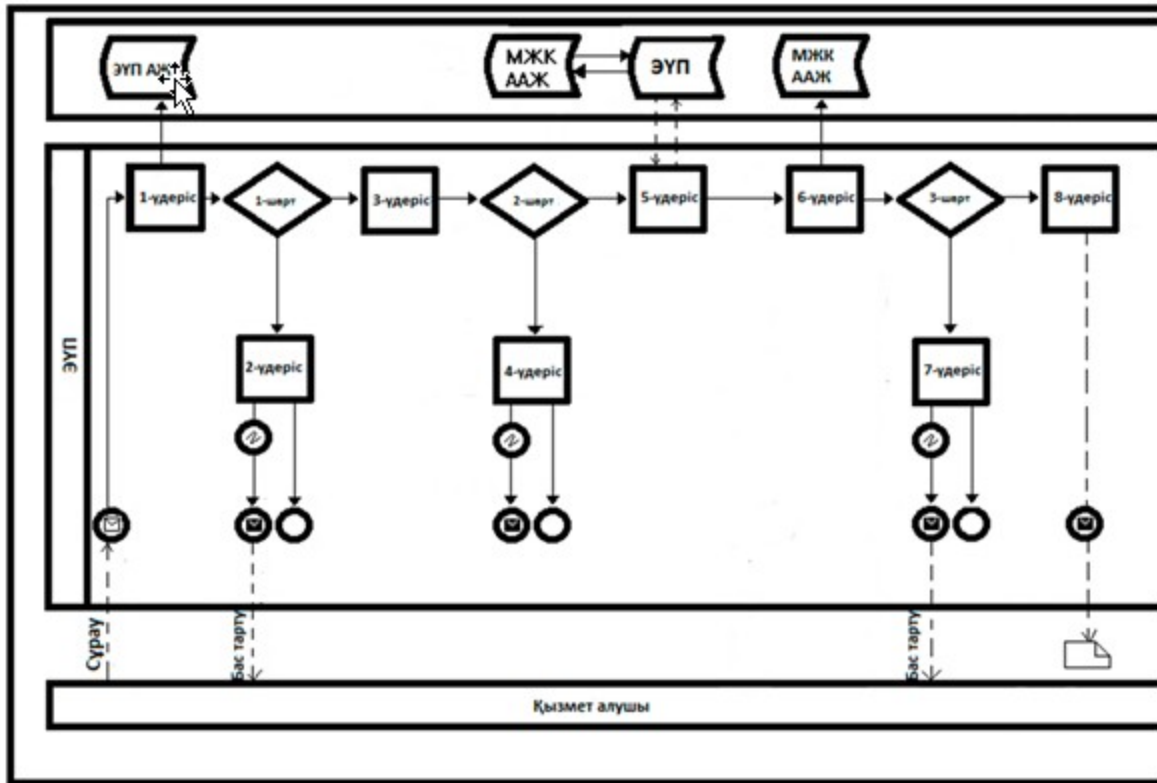 ЭҮП АЖ
МЖК
ААЖ
ЭҮП
МЖК
ААЖ
ЭҮП
1-үдеріс
1-шарт
3-үдеріс
2-шарт
5-үдеріс
6-үдеріс
3-шарт
8-үдеріс
2-үдеріс
4-үдеріс
7-үдеріс
Сұрау
Бас тарту
Бас тарту
Қызмет алушы